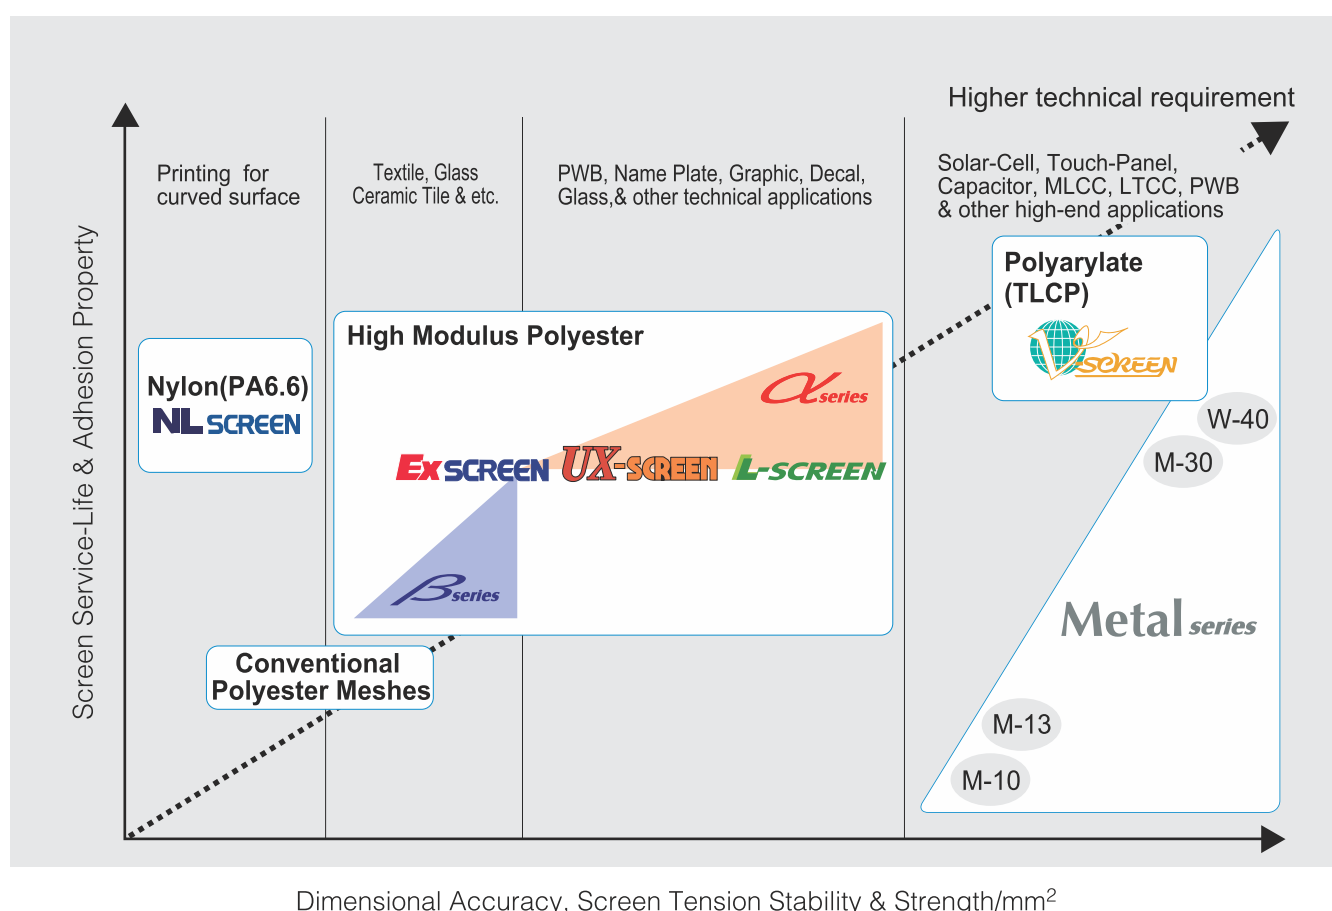 Higher technical requirement
Printing for
curved surface
Textile, Glass
Ceramic Tile & etc.
PWB, Name Plate, Graphic, Decal,
Glass,& other technical applications
Solar-Cell, Touch-Panel,
Capacitor, MLCC, LTCC, PWB
& other high-end applications
Screen Service-Life & Adhesion Property
Nylon(PA6.6)
NL SCREEN
High Modulus Polyester
α series
Ex SCREEN
UX-SCREEN
L-SCREEN
β series
Polyarylate
(TLCP)
V-SCREEN
W-40
M-30
Metal series
M-13
M-10
Conventional
Polyester Meshes
Dimensional Accuracy, Screen Tension Stability & Strength/mm²